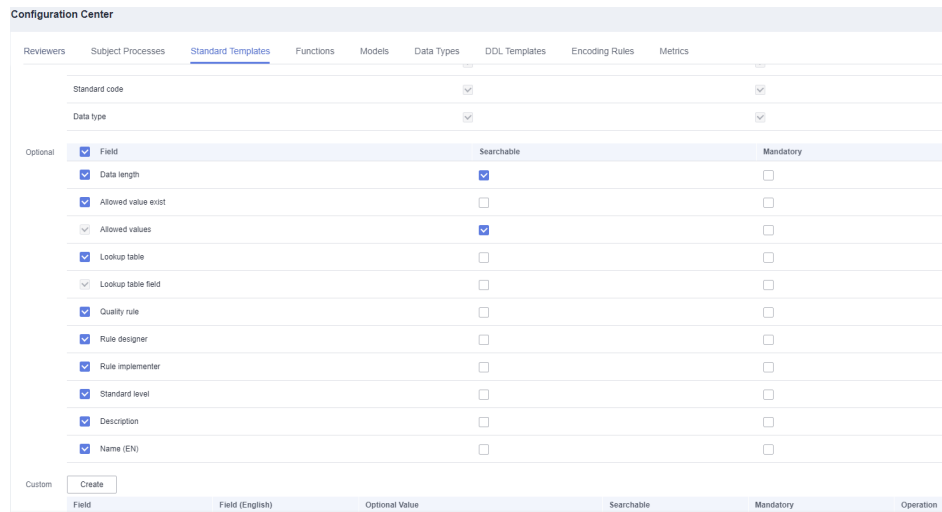 Configuration Center
Reviewers Subject Processes Standard Templates Functions Models Data Types DDL Templates Encoding Rules Metrics
Standard code
Data type
Optional Field Searchable Mandatory
Data length
Allowed value exist
Allowed values
Lookup table
Lookup table field
Quality rule
Rule designer
Rule implementer
Standard level
Description
Name (EN)
Custom Create
Field Field (English) Optional Value Searchable Mandatory Operation